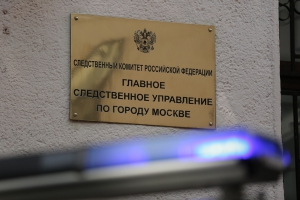 СЛЕДСТВЕННЫЙ КОМИТЕТ РОССИЙСКОЙ ФЕДЕРАЦИИ
ГЛАВНОЕ
СЛЕДСТВЕННОЕ УПРАВЛЕНИЕ
ПО ГОРОДУ МОСКВЕ